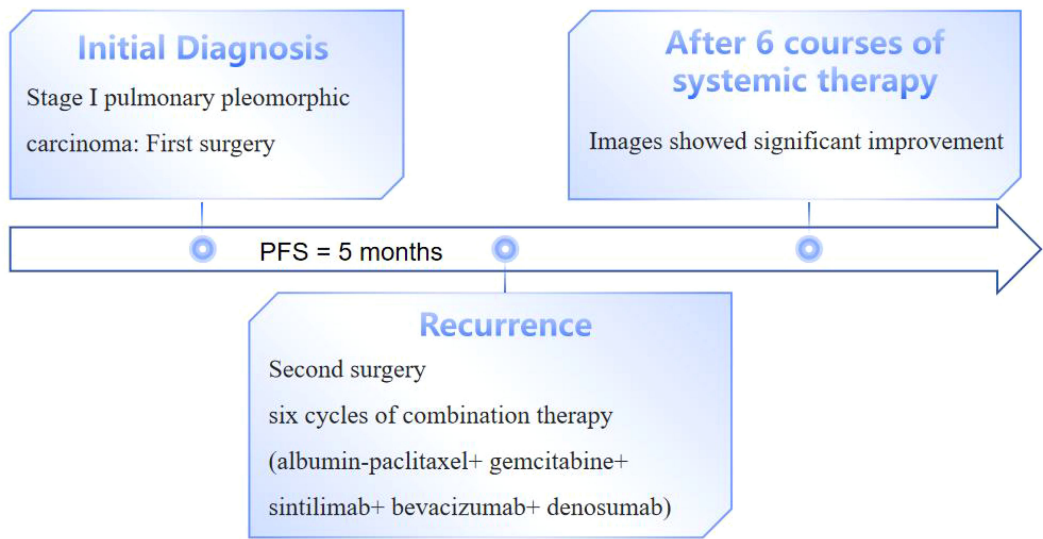 Initial Diagnosis
Stage I pulmonary pleomorphic
carcinoma: First surgery
After 6 courses of
systemic therapy
Images showed significant improvement
PFS = 5 months
Recurrence
Second surgery
six cycles of combination therapy
(albumin-paclitaxel+ gemcitabine+
sintilimab+ bevacizumab+ denosumab)